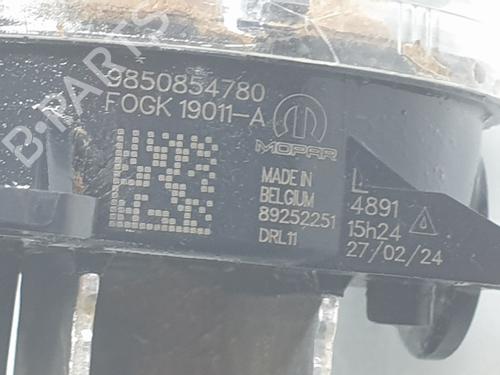 9850854780
FOGK 19011-A
MOPAR
MADE IN
BELGIUM
89252251
DRL11
L
4891
15h24
27/02/24
B-PARTS